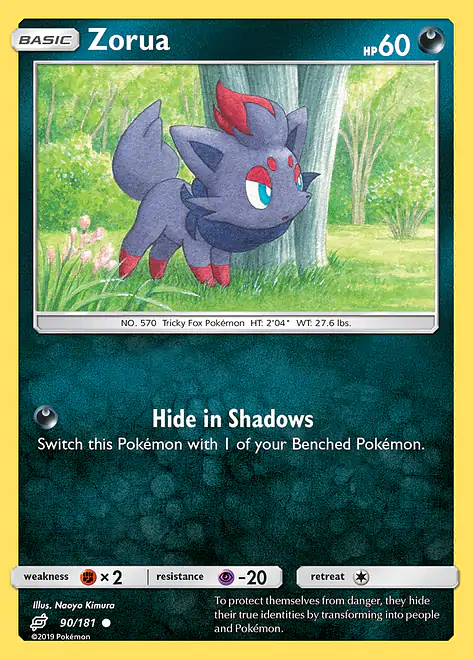 BASIC Zorua HP60
NO. 570 Tricky Fox Pokémon HT: 2'04" WT: 27.6 lbs.
Hide in Shadows
Switch this Pokémon with 1 of your Benched Pokémon.
weakness ×2 resistance -20 retreat
Illus. Naoyo Kimura
90/181
©2019 Pokémon
To protect themselves from danger, they hide
their true identities by transforming into people
and Pokémon.